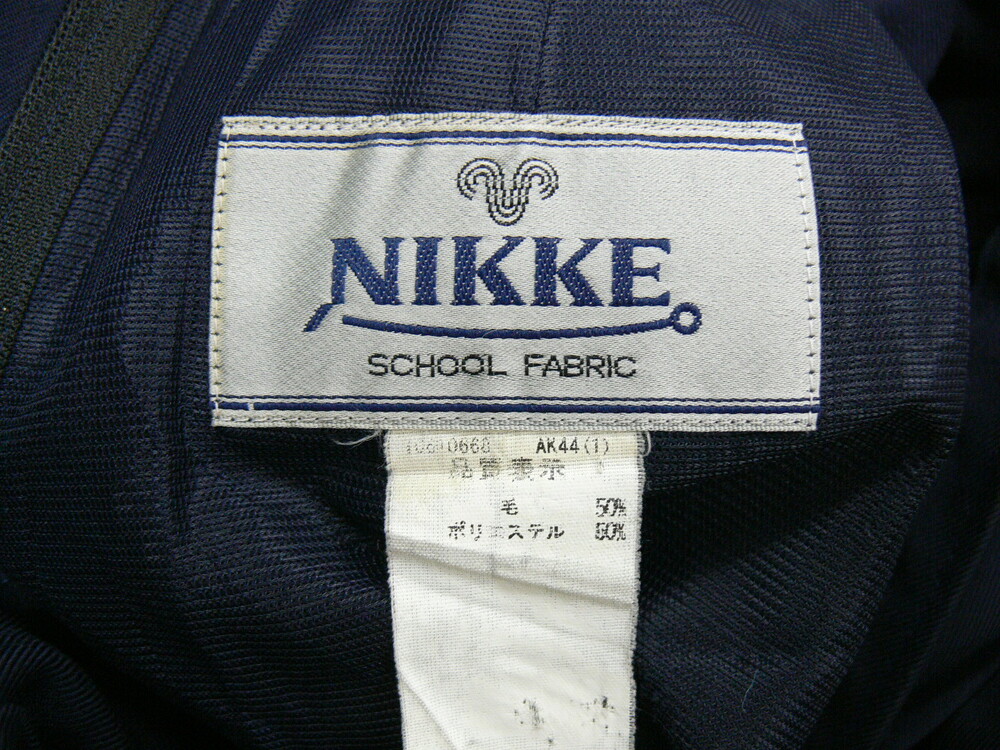 NIKKE
SCHOOL FABRIC
AK44(1)
品質表示
毛 50%
ポリエステル 50%